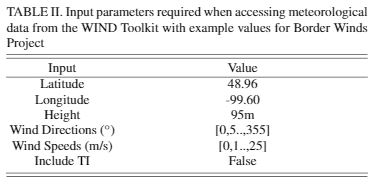 TABLE II. Input parameters required when accessing meteorological
data from the WIND Toolkit with example values for Border Winds
Project
Input Value
Latitude 48.96
Longitude -99.60
Height 95m
Wind Directions (°) [0,5..,355]
Wind Speeds (m/s) [0,1..,25]
Include TI False